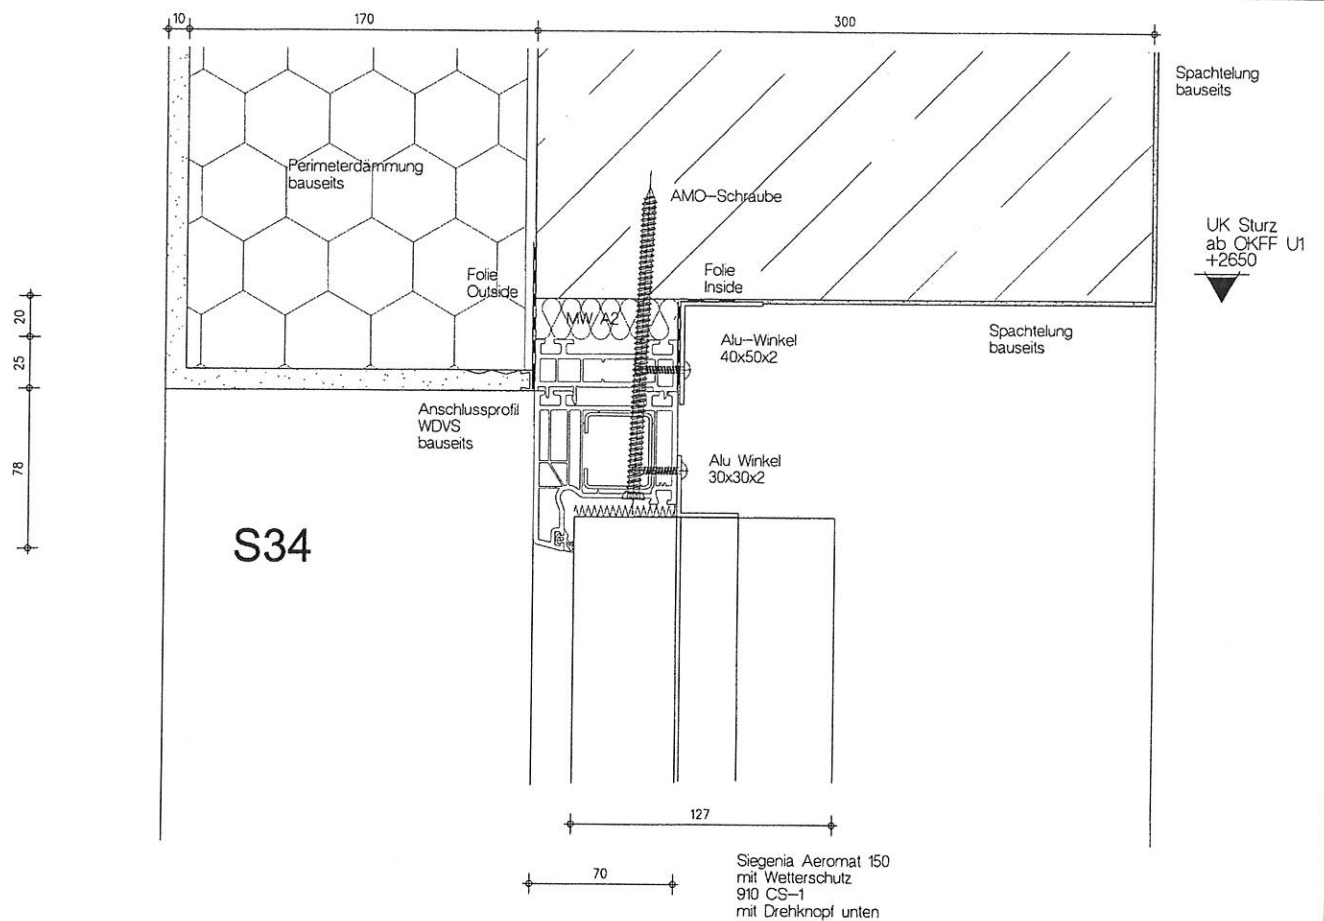 10
170
300
Spachtelung
bauseits
Perimeterdämmung
bauseits
AMO-Schraube
UK Sturz
ab OKFF U1
+2650
Folie
Outside
Folie
Inside
20
MW/A2
Spachtelung
bauseits
Alu-Winkel
40x50x2
25
Anschlussprofil
WDVS
bauseits
78
Alu Winkel
30x30x2
S34
127
70
Siegenia Aeromat 150
mit Wetterschutz
910 CS-1
mit Drehknopf unten